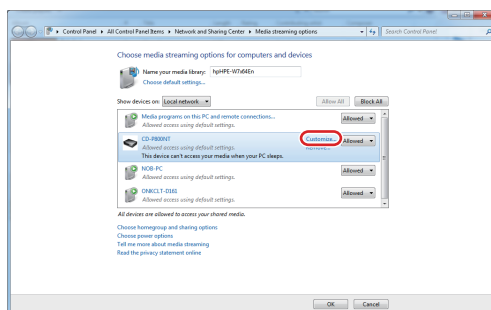 Control Panel ▸ All Control Panel Items ▸ Network and Sharing Center ▸ Media streaming options
Search Control Panel
Choose media streaming options for computers and devices
Name your media library: hpHPE-W7x64En
Choose default settings...
Show devices on: Local network
Allow All Block All
Media programs on this PC and remote connections...
Allowed access using default settings.
Allowed
CD-P800NT
Customize...
Allowed
Allowed access using default settings.
This device can't access your media when your PC sleeps.
NOB-PC
Allowed access using default settings.
Allowed
ONKCLT-D161
Allowed access using default settings.
Allowed
All devices are allowed to access your shared media.
Choose homegroup and sharing options
Choose power options
Tell me more about media streaming
Read the privacy statement online
OK Cancel